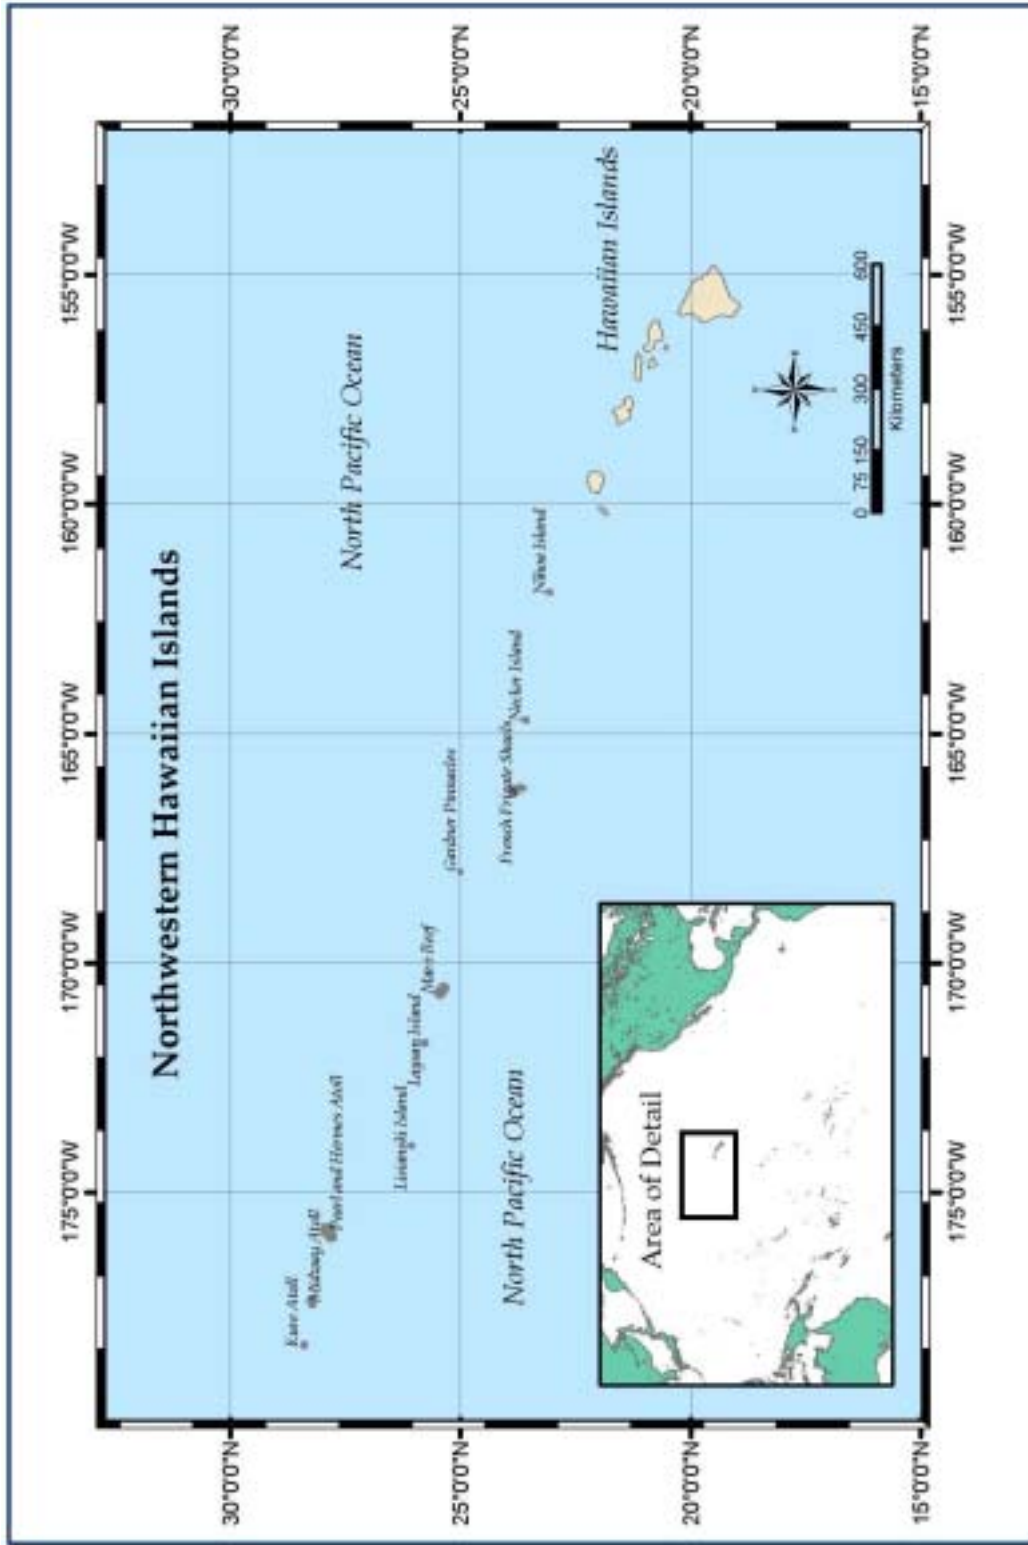 Northwestern Hawaiian Islands
175°0'0"W
170°0'0"W
165°0'0"W
160°0'0"W
155°0'0"W
30°0'0"N
30°0'0"N
25°0'0"N
25°0'0"N
20°0'0"N
20°0'0"N
15°0'0"N
15°0'0"N
Kure Atoll
Midway Atoll
Pearl and Hermes Atoll
Lisianski Island
Laysan Island
Maro Reef
Gardner Pinnacles
French Frigate Shoals
Necker Island
Nihoa Island
North Pacific Ocean
North Pacific Ocean
Hawaiian Islands
Area of Detail
0 75 150 300 450 600
Kilometers
175°0'0"W
170°0'0"W
165°0'0"W
160°0'0"W
155°0'0"W